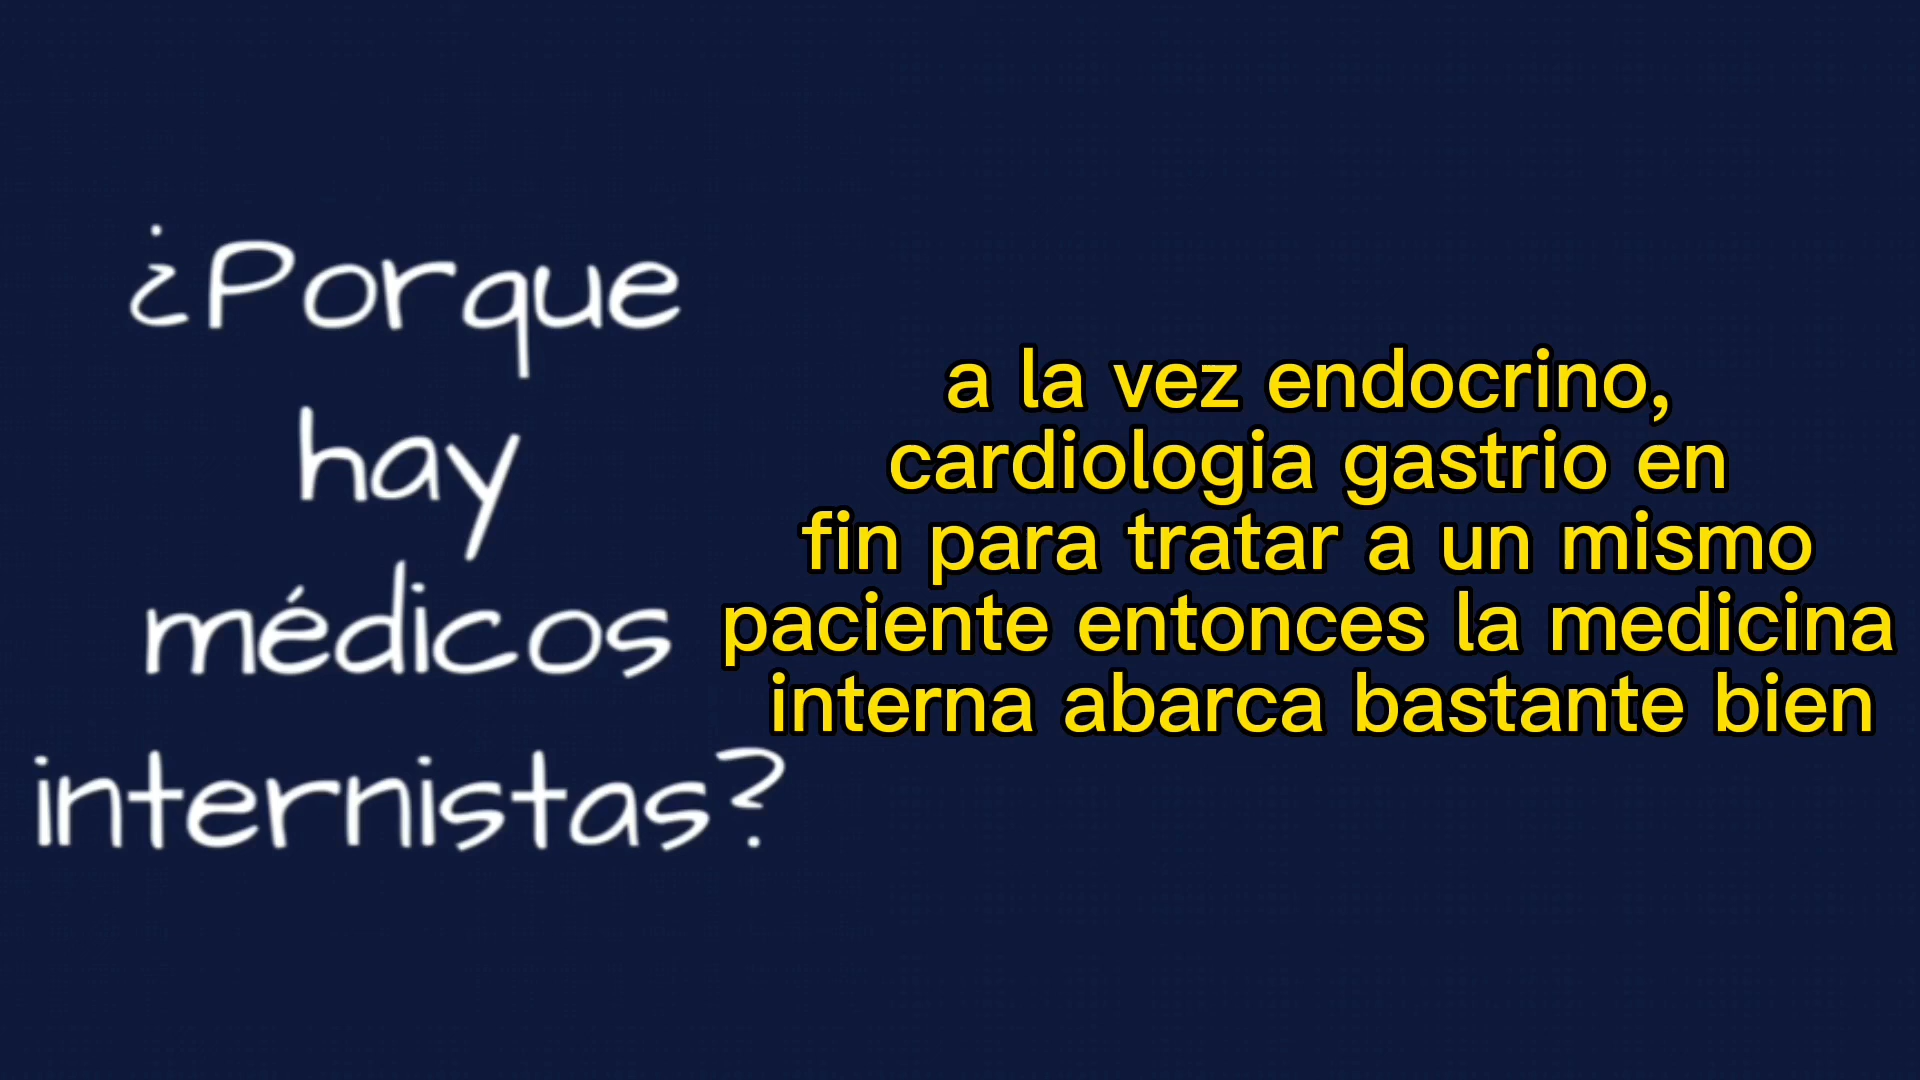 ¿Porque
hay
médicos
internistas?
a la vez endocrino,
cardiologia gastrio en
fin para tratar a un mismo
paciente entonces la medicina
interna abarca bastante bien